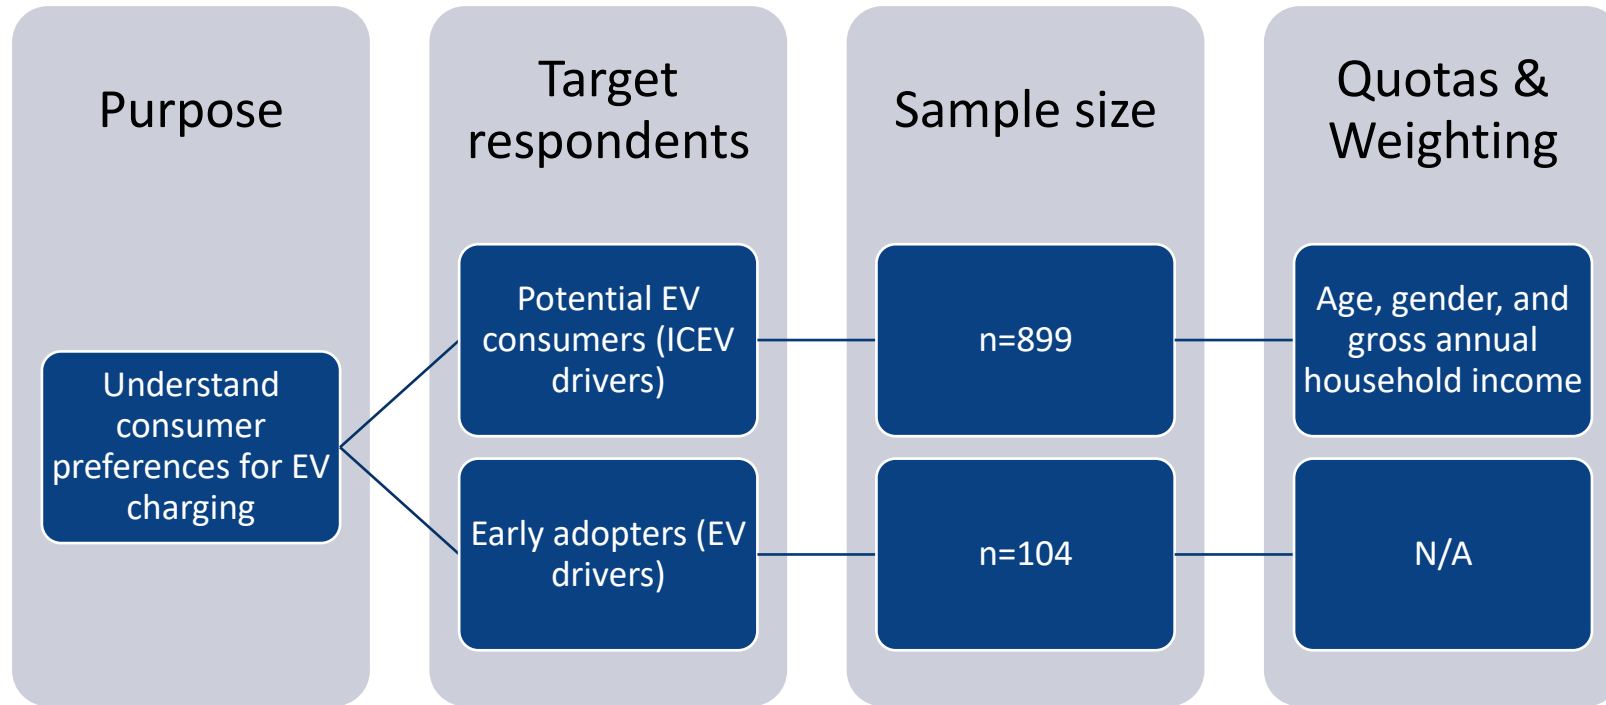 Purpose
Target
respondents
Sample size
Quotas &
Weighting
Understand
consumer
preferences for EV
charging
Potential EV
consumers (ICEV
drivers)
n=899
Age, gender, and
gross annual
household income
Early adopters (EV
drivers)
n=104
N/A